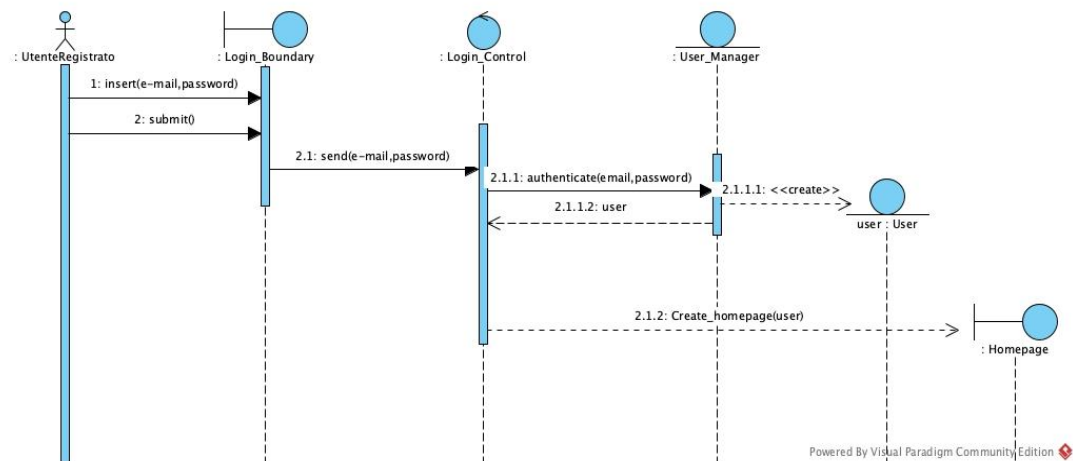 : UtenteRegistrato
: Login_Boundary
: Login_Control
: User_Manager
1: insert(e-mail,password)
2: submit()
2.1: send(e-mail,password)
2.1.1: authenticate(email,password)
2.1.1.1: <<create>>
2.1.1.2: user
user : User
2.1.2: Create_homepage(user)
: Homepage
Powered By Visual Paradigm Community Edition